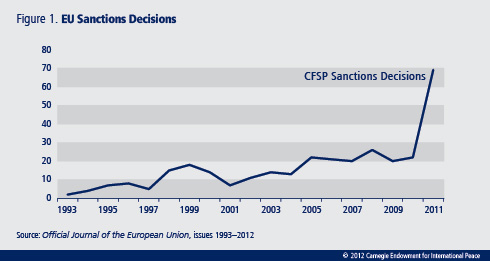 Figure 1. EU Sanctions Decisions
80
70
60
50
40
30
20
10
0
CFSP Sanctions Decisions
1993 1995 1997 1999 2001 2003 2005 2007 2009 2011
Source: Official Journal of the European Union, issues 1993–2012
© 2012 Carnegie Endowment for International Peace